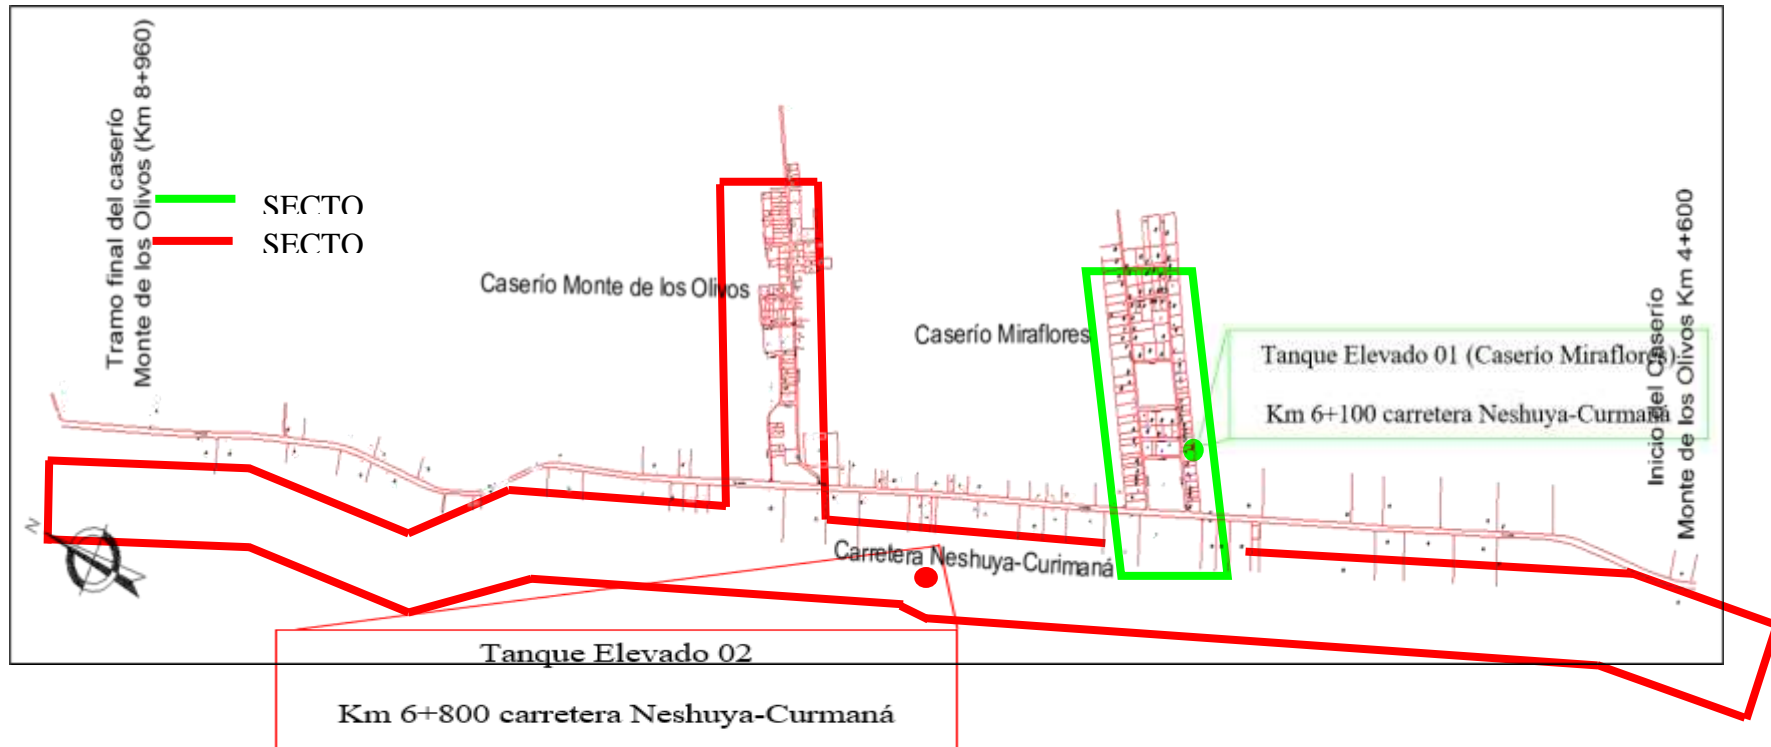 Tramo final del caserío
Monte de los Olivos (Km 8+960)
SECTO
SECTO
Caserío Monte de los Olivos
Caserío Miraflores
Tanque Elevado 01 (Caserío Miraflores)
Km 6+100 carretera Neshuya-Curmaná
Inicio del Caserío
Monte de los Olivos Km 4+600
N
Carretera Neshuya-Curimaná
Tanque Elevado 02
Km 6+800 carretera Neshuya-Curmaná